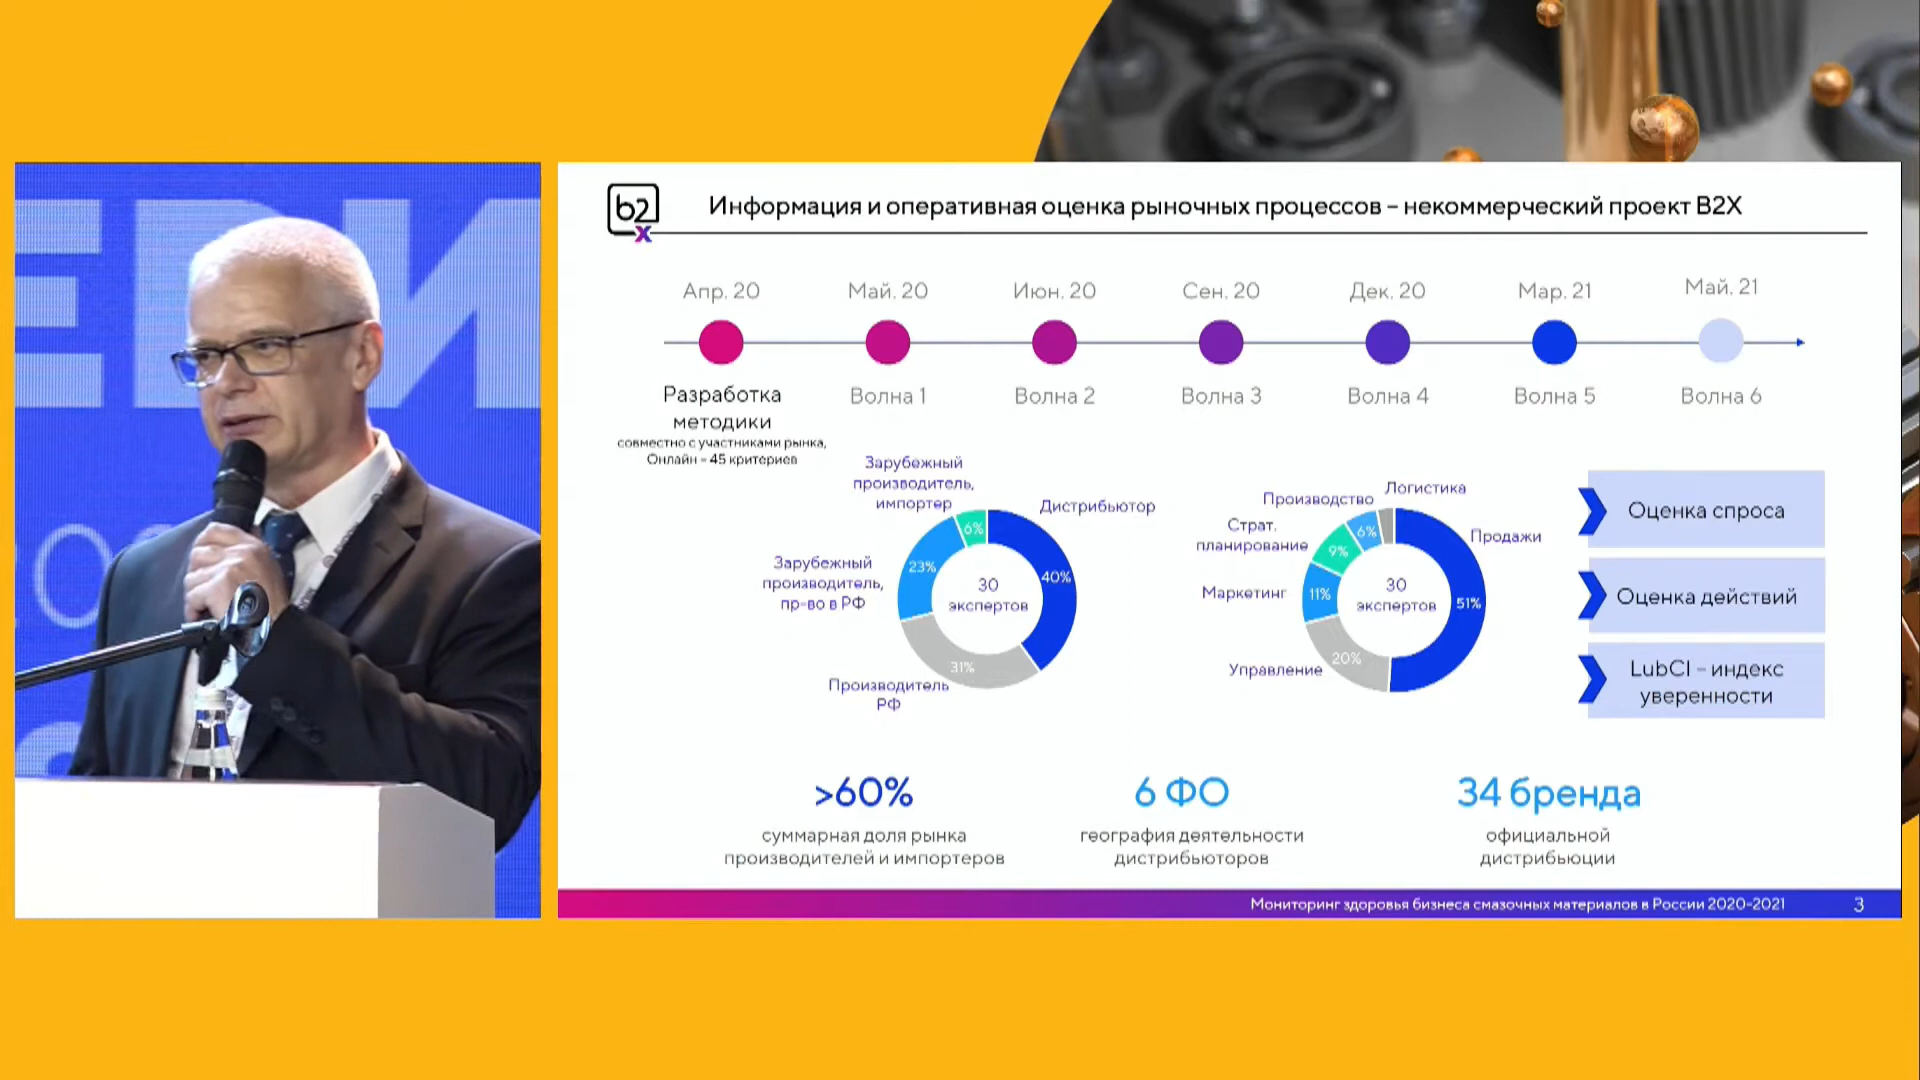 ЕВИ
b2
x
Информация и оперативная оценка рыночных процессов – некоммерческий проект B2X
Апр. 20
Май. 20
Июн. 20
Сен. 20
Дек. 20
Мар. 21
Май. 21
Разработка
методики
совместно с участниками рынка,
Онлайн – 45 критериев
Волна 1
Волна 2
Волна 3
Волна 4
Волна 5
Волна 6
Зарубежный
производитель,
импортер
Дистрибьютор
Зарубежный
производитель,
пр-во в РФ
Производитель
РФ
6%
23%
40%
31%
30
экспертов
Производство
Логистика
Страт.
планирование
Продажи
Маркетинг
Управление
6%
9%
11%
51%
20%
30
экспертов
Оценка спроса
Оценка действий
LubCI – индекс
уверенности
>60%
суммарная доля рынка
производителей и импортеров
6 ФО
география деятельности
дистрибьюторов
34 бренда
официальной
дистрибьюции
Мониторинг здоровья бизнеса смазочных материалов в России 2020-2021
3